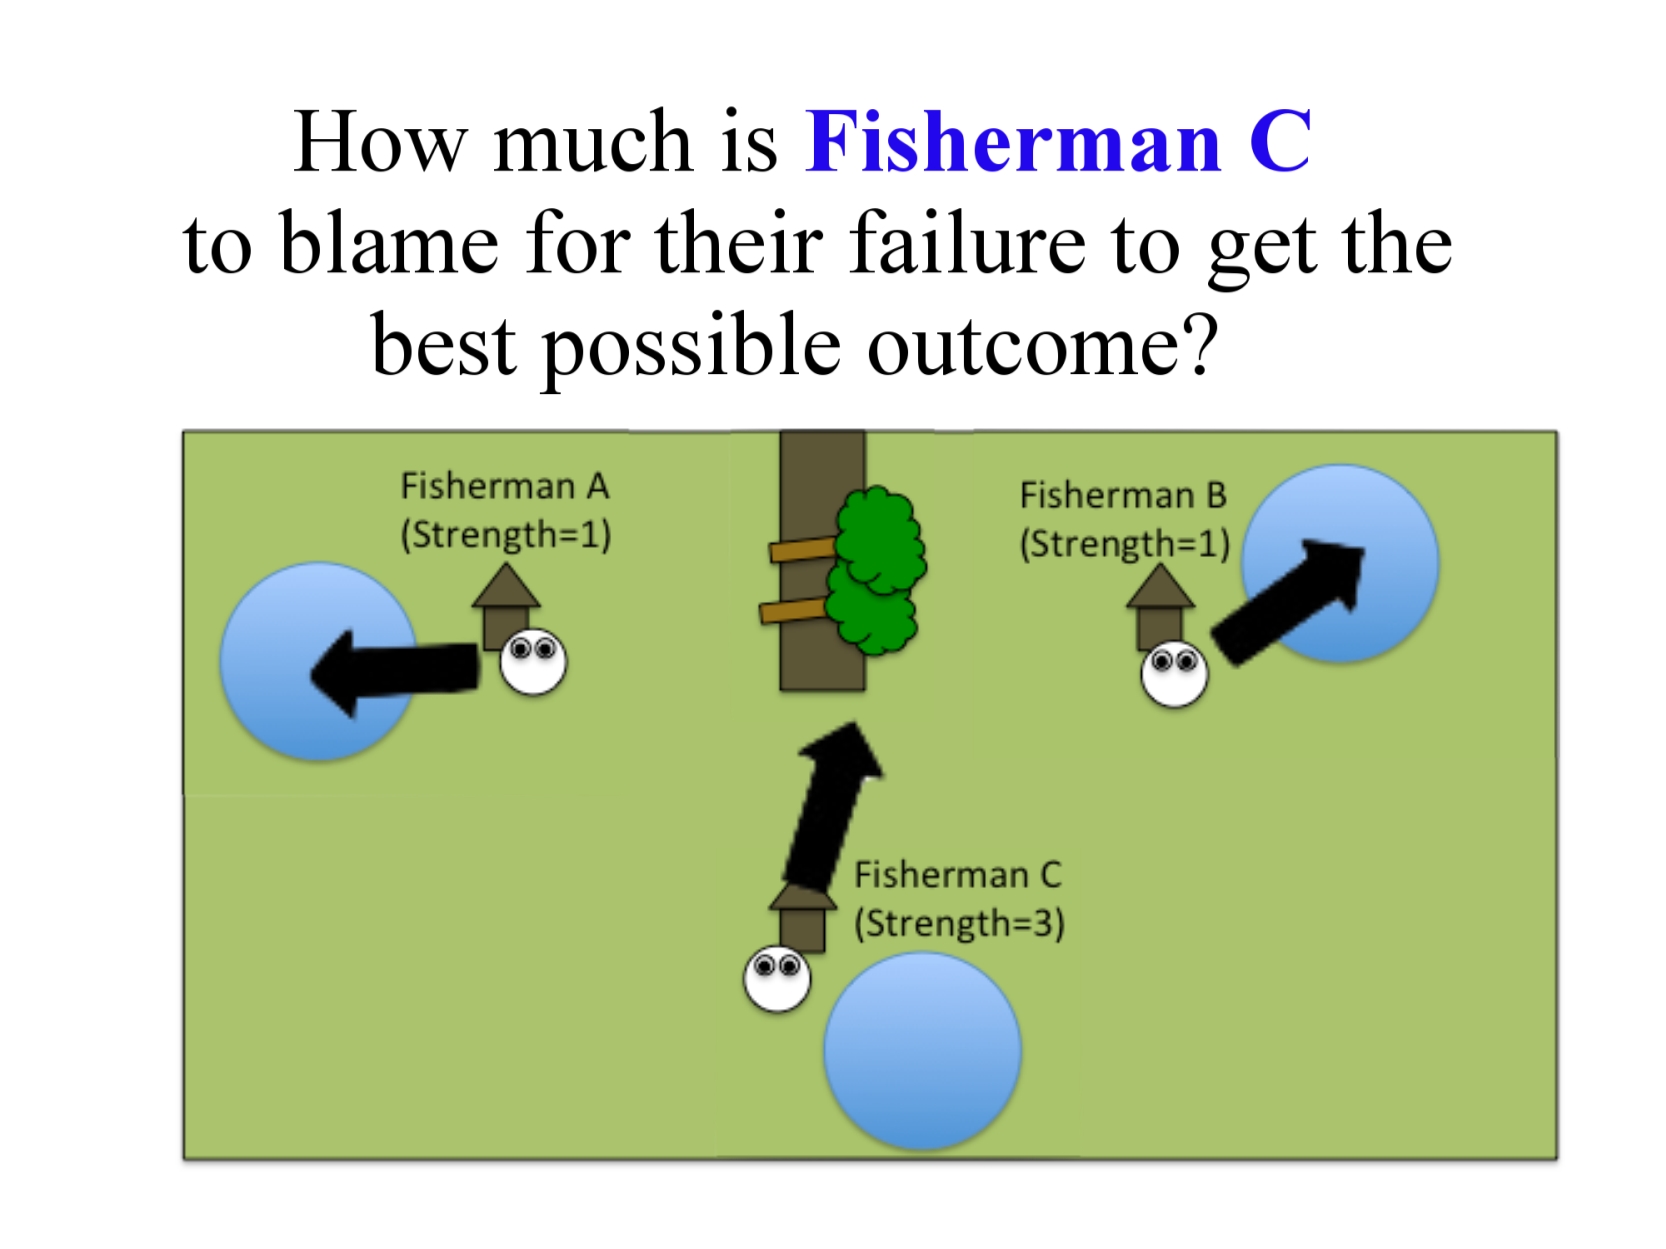 How much is Fisherman C
to blame for their failure to get the
best possible outcome?
Fisherman A
(Strength=1)
Fisherman B
(Strength=1)
Fisherman C
(Strength=3)